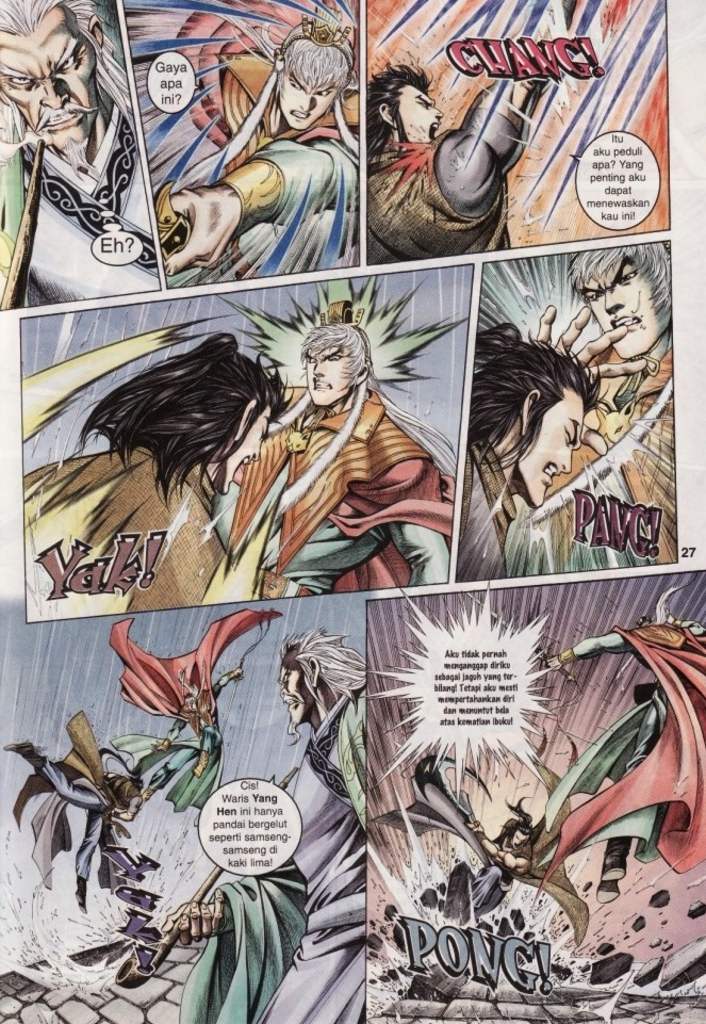 Gaya
apa
ini?
Eh?
CHANG!
Itu
aku peduli
apa? Yang
penting aku
dapat
menewaskan
kau ini!
Yak!
PANG!
27
Cis!
Waris Yang
Hen ini hanya
pandai bergelut
seperti samseng-
samseng di
kaki lima!
Aku tidak pernah
menganggap diriku
sebagai jaguh yang ter-
bilang! Tetapi aku mesti
mempertahankan diri
dan menuntut bela
atas kematian ibuku!
PONG!